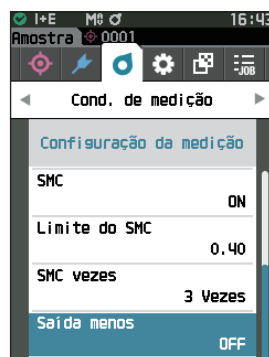 I+E M 16:43
Amostra 0001
-JOB
Cond. de medição
Configuração da medição
SMC
ON
Limite do SMC
0.40
SMC vezes
3 Vezes
Saída menos
OFF